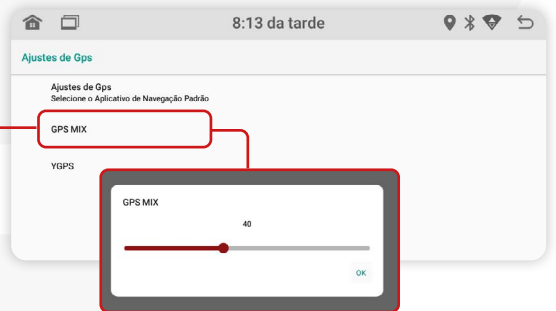 8:13 da tarde
Ajustes de Gps
Ajustes de Gps
Selecione o Aplicativo de Navegação Padrão
GPS MIX
YGPS
GPS MIX
40
OK